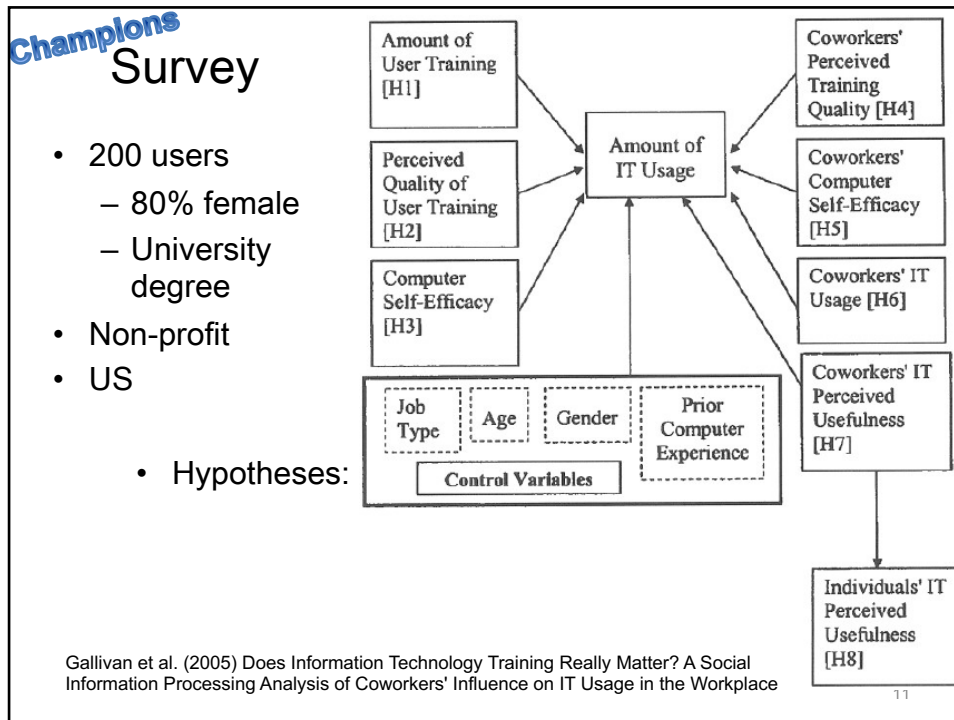 Champions
Survey
• 200 users
– 80% female
– University
degree
• Non-profit
• US
• Hypotheses:
Amount of
User Training
[H1]
Perceived
Quality of
User Training
[H2]
Computer
Self-Efficacy
[H3]
Amount of
IT Usage
Coworkers'
Perceived
Training
Quality [H4]
Coworkers'
Computer
Self-Efficacy
[H5]
Coworkers' IT
Usage [H6]
Coworkers' IT
Perceived
Usefulness
[H7]
Job
Type
Age
Gender
Prior
Computer
Experience
Control Variables
Individuals' IT
Perceived
Usefulness
[H8]
Gallivan et al. (2005) Does Information Technology Training Really Matter? A Social
Information Processing Analysis of Coworkers' Influence on IT Usage in the Workplace
11